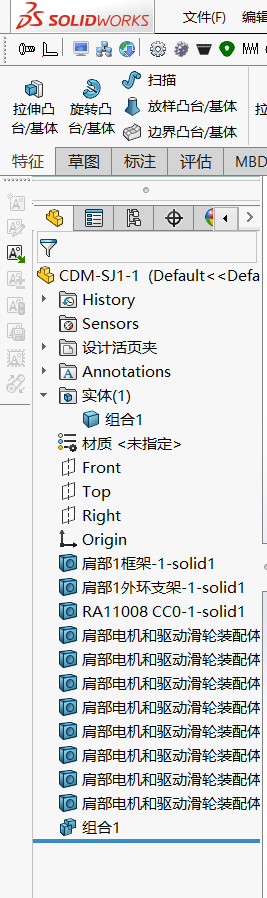 SOLIDWORKS
文件(F)
编辑
拉伸凸台/基体
旋转凸台/基体
扫描
放样凸台/基体
边界凸台/基体
特征
草图
标注
评估
MBD
CDM-SJ1-1 (Default<<Defa
History
Sensors
设计活页夹
Annotations
实体(1)
组合1
材质 <未指定>
Front
Top
Right
Origin
肩部1框架-1-solid1
肩部1外环支架-1-solid1
RA11008 CC0-1-solid1
肩部电机和驱动滑轮装配体
肩部电机和驱动滑轮装配体
肩部电机和驱动滑轮装配体
肩部电机和驱动滑轮装配体
肩部电机和驱动滑轮装配体
肩部电机和驱动滑轮装配体
肩部电机和驱动滑轮装配体
肩部电机和驱动滑轮装配体
组合1